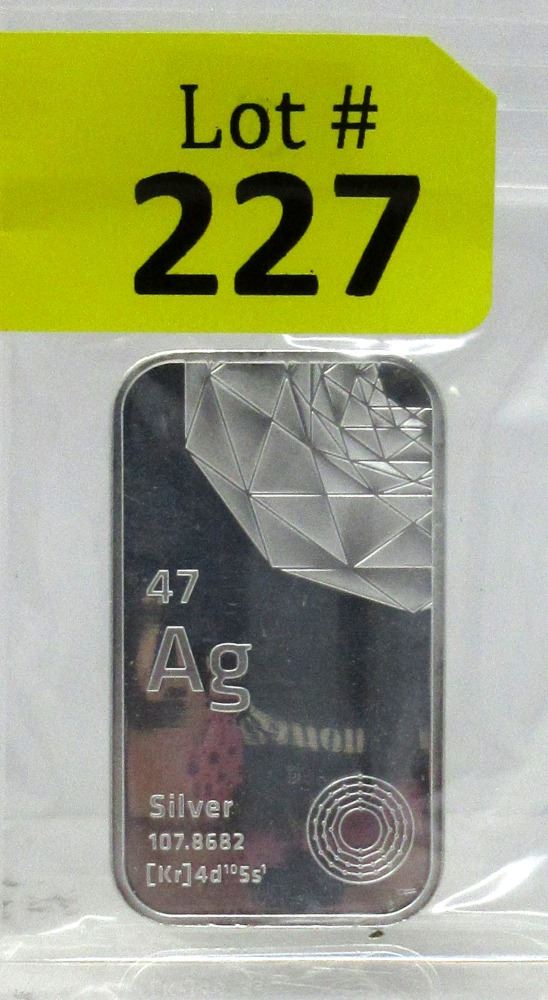 Lot #
227
47
Ag
Silver
107.8682
[Kr]4d¹⁰5s¹